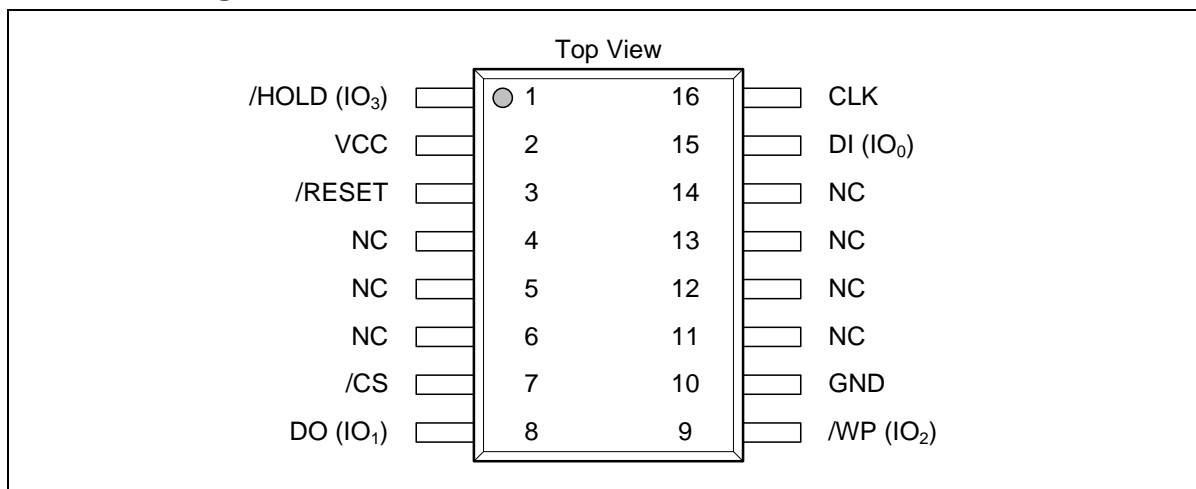 Top View
/HOLD (IO₃) 1 16 CLK
VCC 2 15 DI (IO₀)
/RESET 3 14 NC
NC 4 13 NC
NC 5 12 NC
NC 6 11 NC
/CS 7 10 GND
DO (IO₁) 8 9 /WP (IO₂)